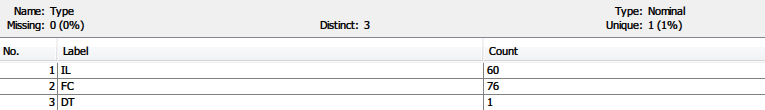 Name: Type Type: Nominal
Missing: 0 (0%) Distinct: 3 Unique: 1 (1%)
No. Label Count
1 IL 60
2 FC 76
3 DT 1